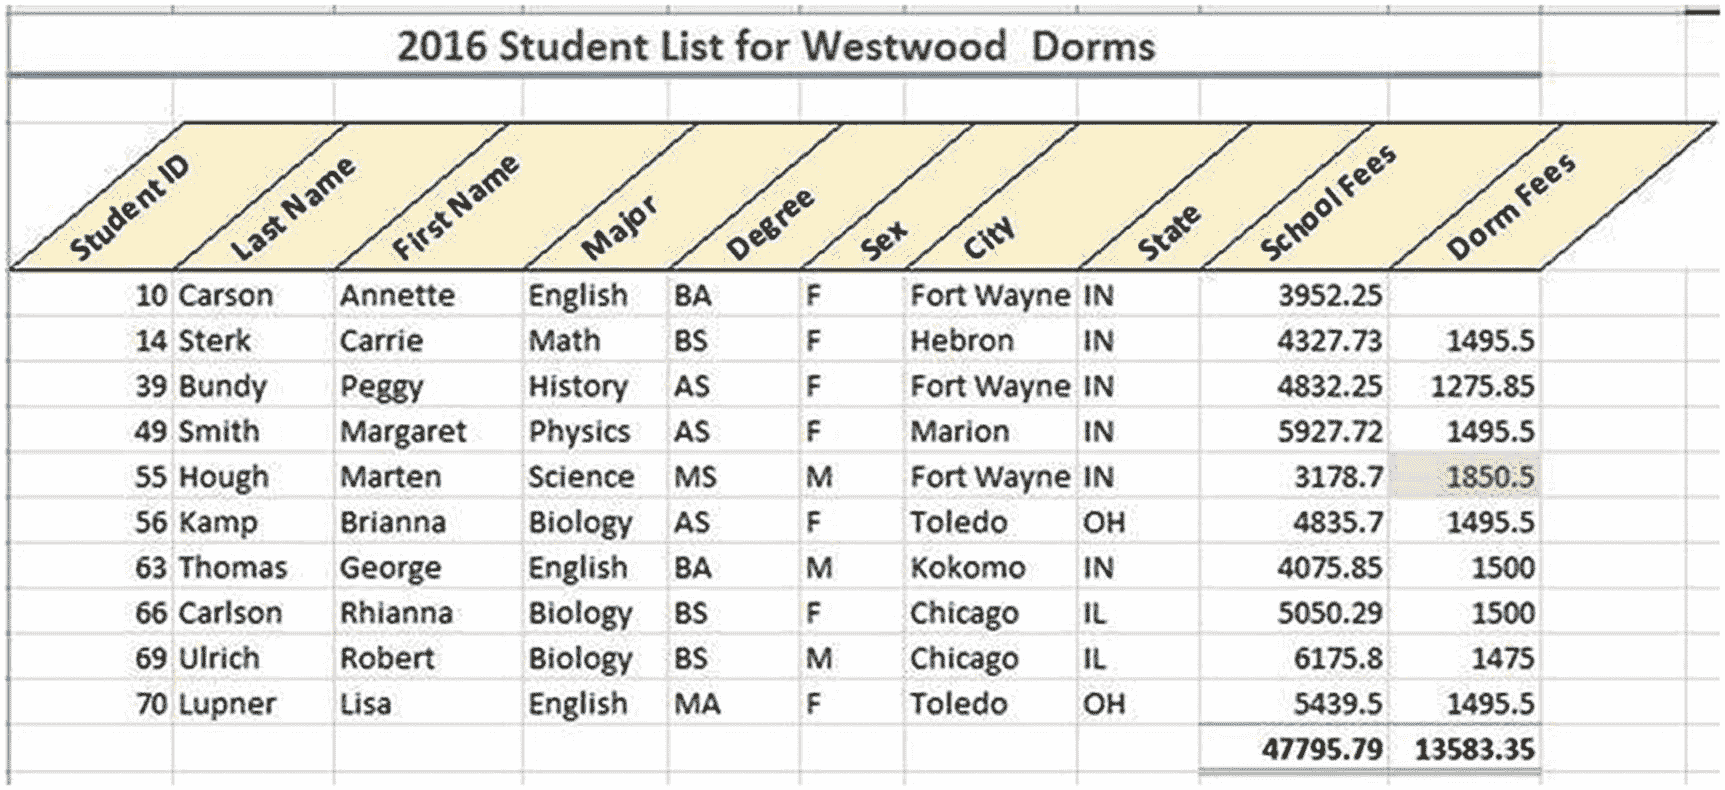 2016 Student List for Westwood Dorms
Student ID Last Name First Name Major Degree Sex City State School Fees Dorm Fees
10 Carson Annette English BA F Fort Wayne IN 3952.25
14 Sterk Carrie Math BS F Hebron IN 4327.73 1495.5
39 Bundy Peggy History AS F Fort Wayne IN 4832.25 1275.85
49 Smith Margaret Physics AS F Marion IN 5927.72 1495.5
55 Hough Marten Science MS M Fort Wayne IN 3178.7 1850.5
56 Kamp Brianna Biology AS F Toledo OH 4835.7 1495.5
63 Thomas George English BA M Kokomo IN 4075.85 1500
66 Carlson Rhianna Biology BS F Chicago IL 5050.29 1500
69 Ulrich Robert Biology BS M Chicago IL 6175.8 1475
70 Lupner Lisa English MA F Toledo OH 5439.5 1495.5
47795.79 13583.35